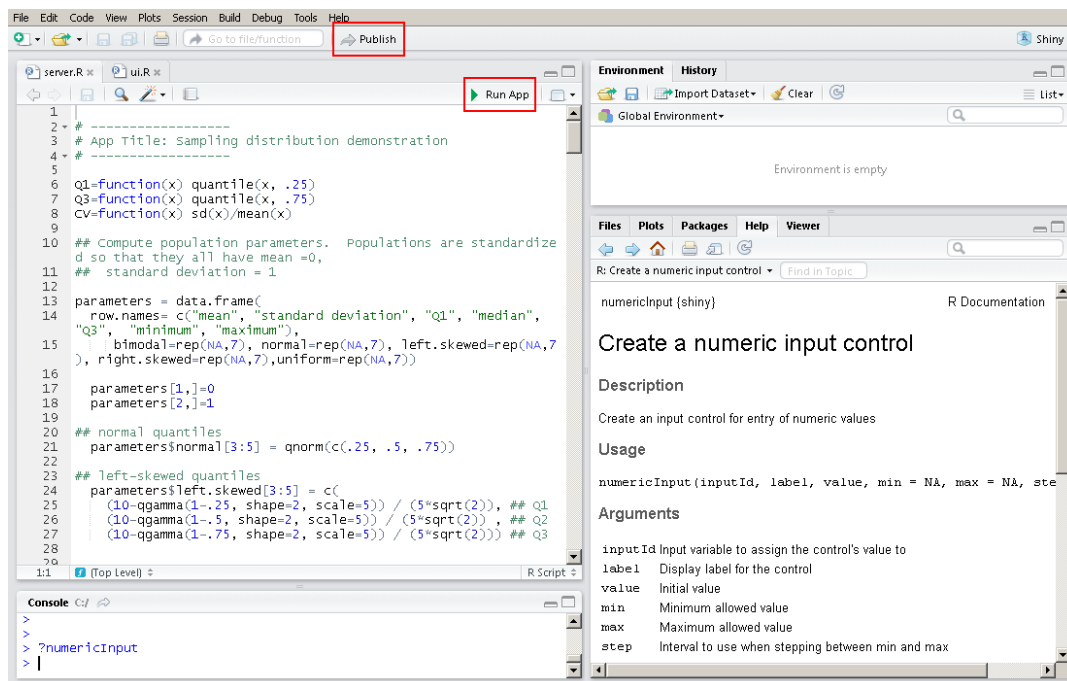 File Edit Code View Plots Session Build Debug Tools Help
Go to file/function
Publish
Shiny
server.R
ui.R
Run App
1
2 # ------------------
3 # App Title: Sampling distribution demonstration
4 # ------------------
5
6 Q1=function(x) quantile(x, .25)
7 Q3=function(x) quantile(x, .75)
8 CV=function(x) sd(x)/mean(x)
9
10 ## Compute population parameters.  Populations are standardize
d so that they all have mean =0,
11 ##  standard deviation = 1
12
13 parameters = data.frame(
14   row.names= c("mean", "standard deviation", "Q1", "median",
"Q3",  "minimum", "maximum"),
15      bimodal=rep(NA,7), normal=rep(NA,7), left.skewed=rep(NA,7
), right.skewed=rep(NA,7),uniform=rep(NA,7))
16
17   parameters[1,]=0
18   parameters[2,]=1
19
20 ## normal quantiles
21   parameters$normal[3:5] = qnorm(c(.25, .5, .75))
22
23 ## left-skewed quantiles
24   parameters$left.skewed[3:5] = c(
25     (10-qgamma(1-.25, shape=2, scale=5)) / (5*sqrt(2)), ## Q1
26     (10-qgamma(1-.5, shape=2, scale=5)) / (5*sqrt(2)) , ## Q2
27     (10-qgamma(1-.75, shape=2, scale=5)) / (5*sqrt(2))) ## Q3
28
29
1:1 (Top Level) R Script
Console C:/
>
>
> ?numericInput
>
Environment History
Import Dataset Clear List
Global Environment
Environment is empty
Files Plots Packages Help Viewer
R: Create a numeric input control Find in Topic
numericInput {shiny} R Documentation
Create a numeric input control
Description
Create an input control for entry of numeric values
Usage
numericInput(inputId, label, value, min = NA, max = NA, ste
Arguments
inputId Input variable to assign the control's value to
label Display label for the control
value Initial value
min Minimum allowed value
max Maximum allowed value
step Interval to use when stepping between min and max